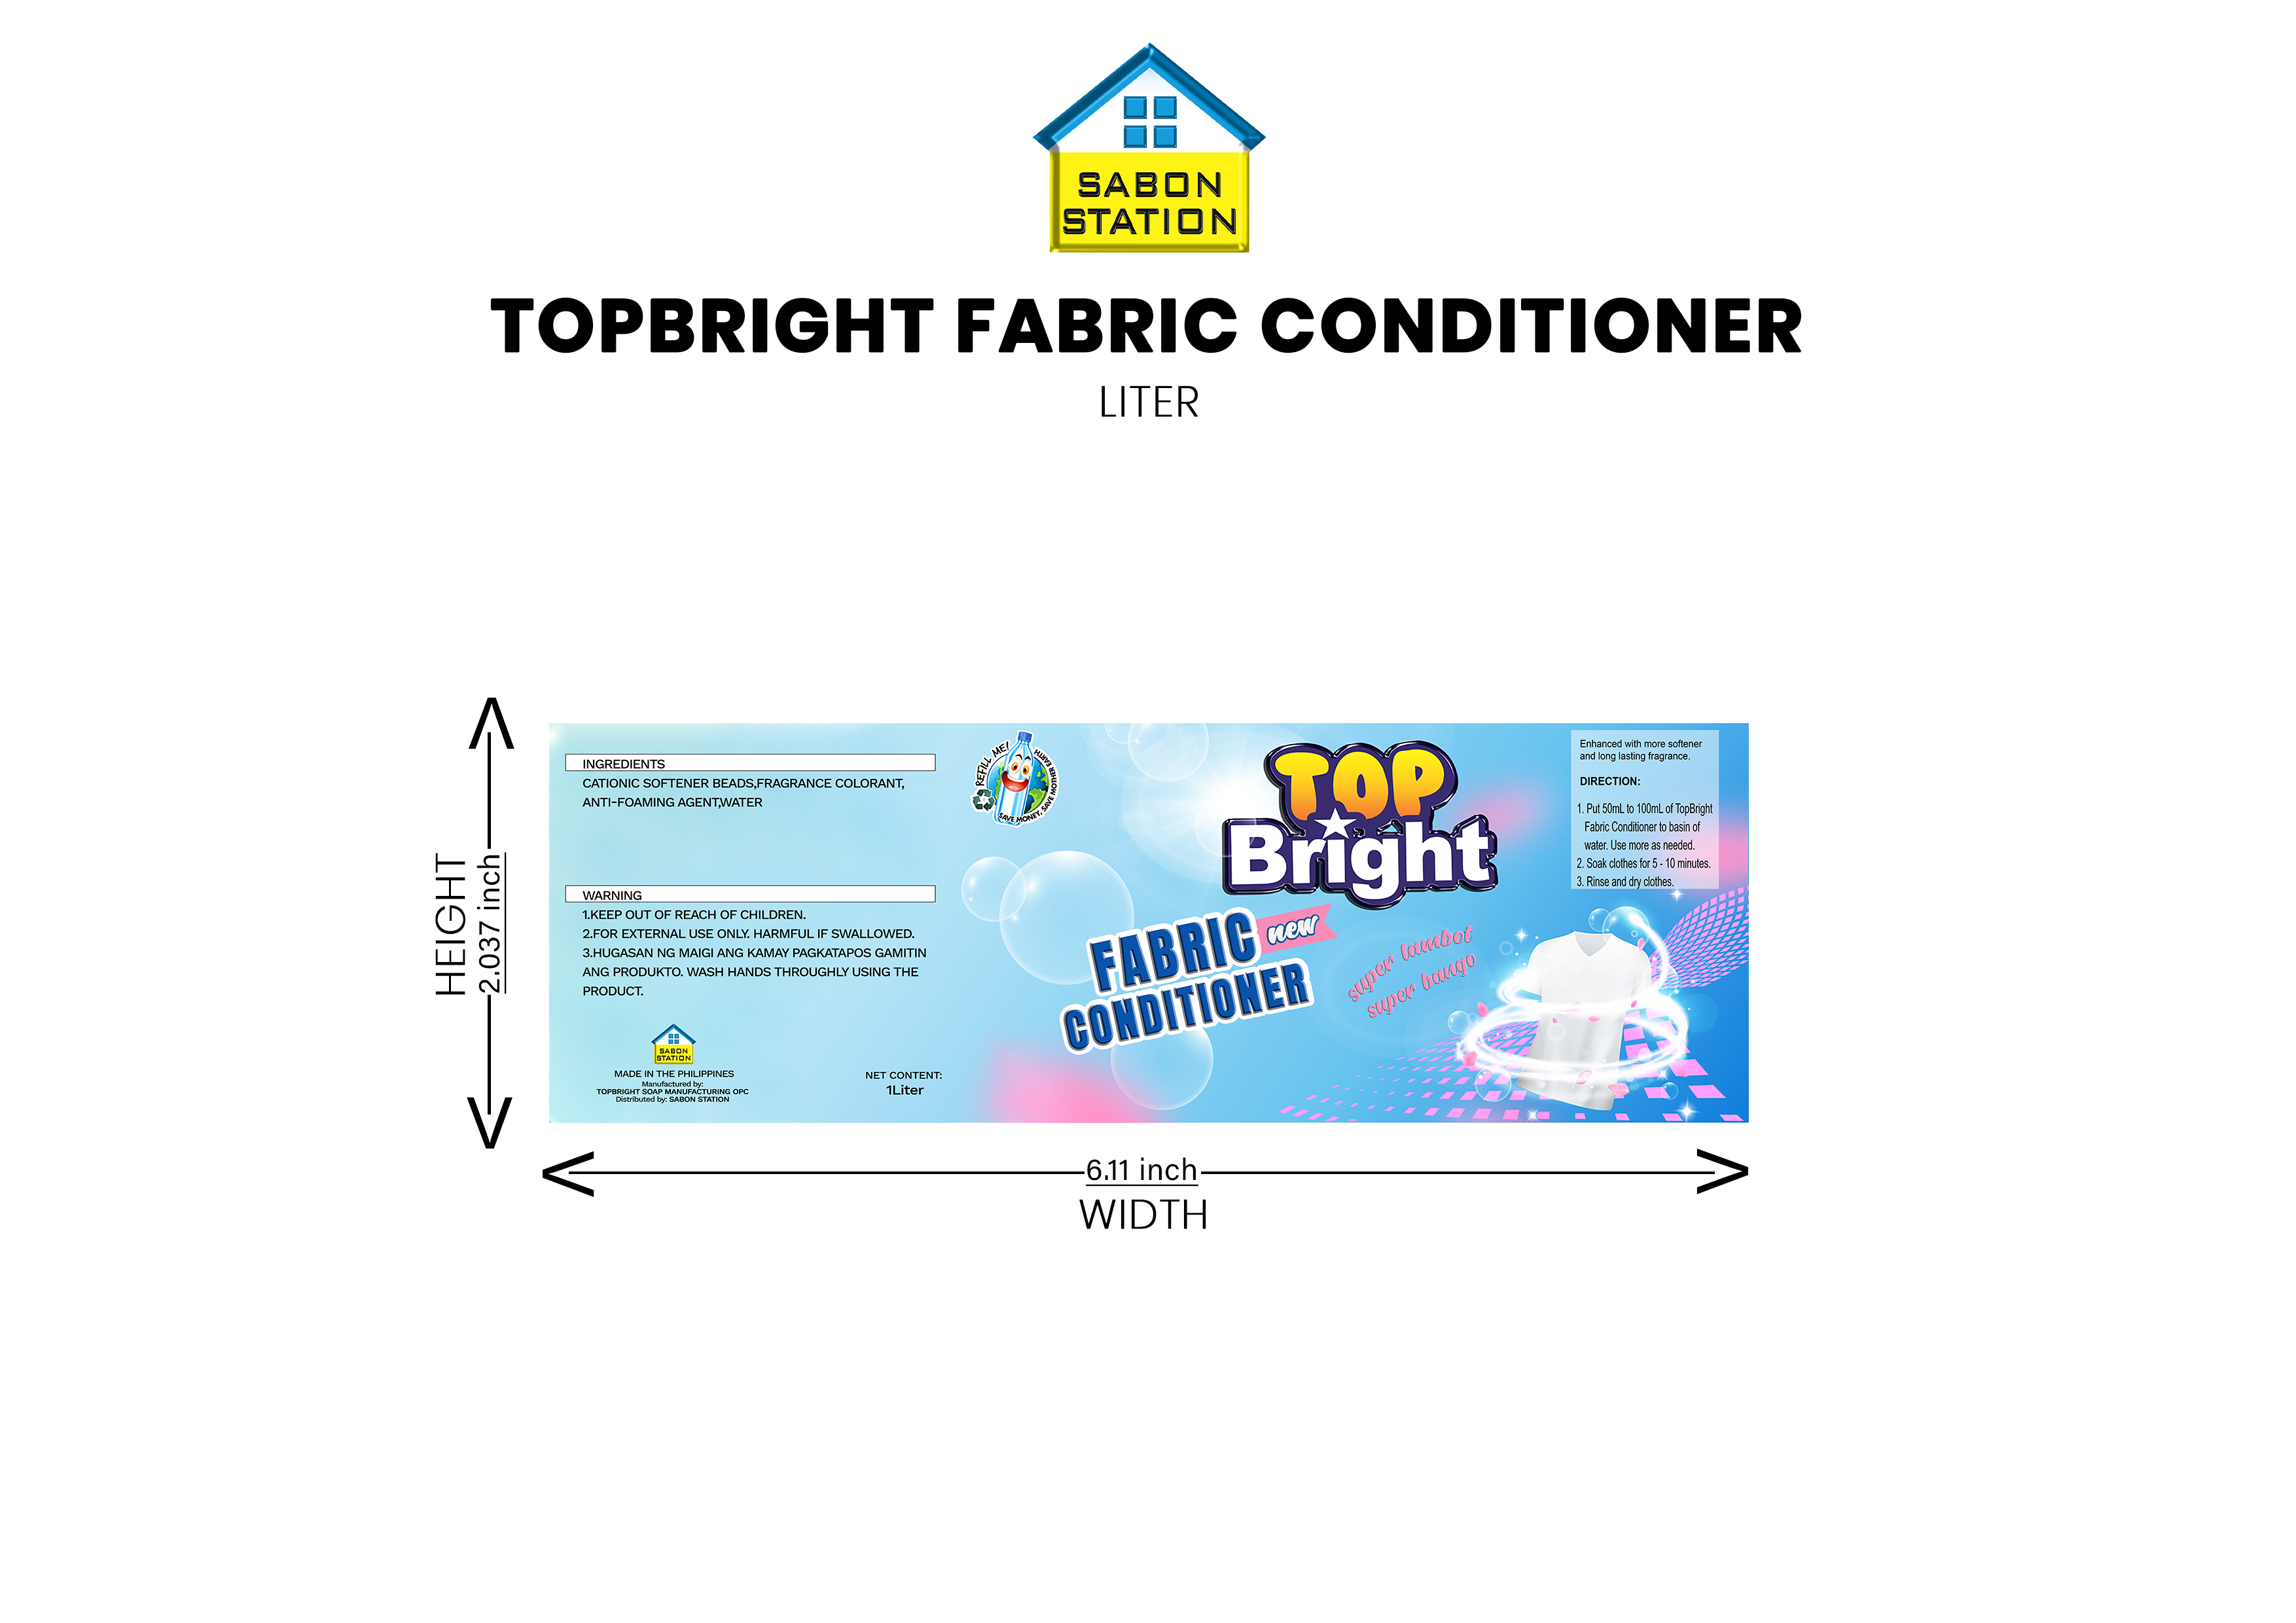 SABON
STATION
TOPBRIGHT FABRIC CONDITIONER
LITER
HEIGHT
2.037 inch
INGREDIENTS
CATIONIC SOFTENER BEADS,FRAGRANCE COLORANT,
ANTI-FOAMING AGENT,WATER
WARNING
1.KEEP OUT OF REACH OF CHILDREN.
2.FOR EXTERNAL USE ONLY. HARMFUL IF SWALLOWED.
3.HUGASAN NG MAIGI ANG KAMAY PAGKATAPOS GAMITIN
ANG PRODUKTO. WASH HANDS THROUGHLY USING THE
PRODUCT.
SABON
STATION
MADE IN THE PHILIPPINES
Manufactured by:
TOPBRIGHT SOAP MANUFACTURING OPC
Distributed by: SABON STATION
NET CONTENT:
1Liter
REFILL ME!
SAVE MONEY, SAVE MOTHER EARTH
TOP
Bright
FABRIC
new
CONDITIONER
super lambot
super bango
Enhanced with more softener
and long lasting fragrance.
DIRECTION:
1. Put 50mL to 100mL of TopBright
Fabric Conditioner to basin of
water. Use more as needed.
2. Soak clothes for 5 - 10 minutes.
3. Rinse and dry clothes.
6.11 inch
WIDTH